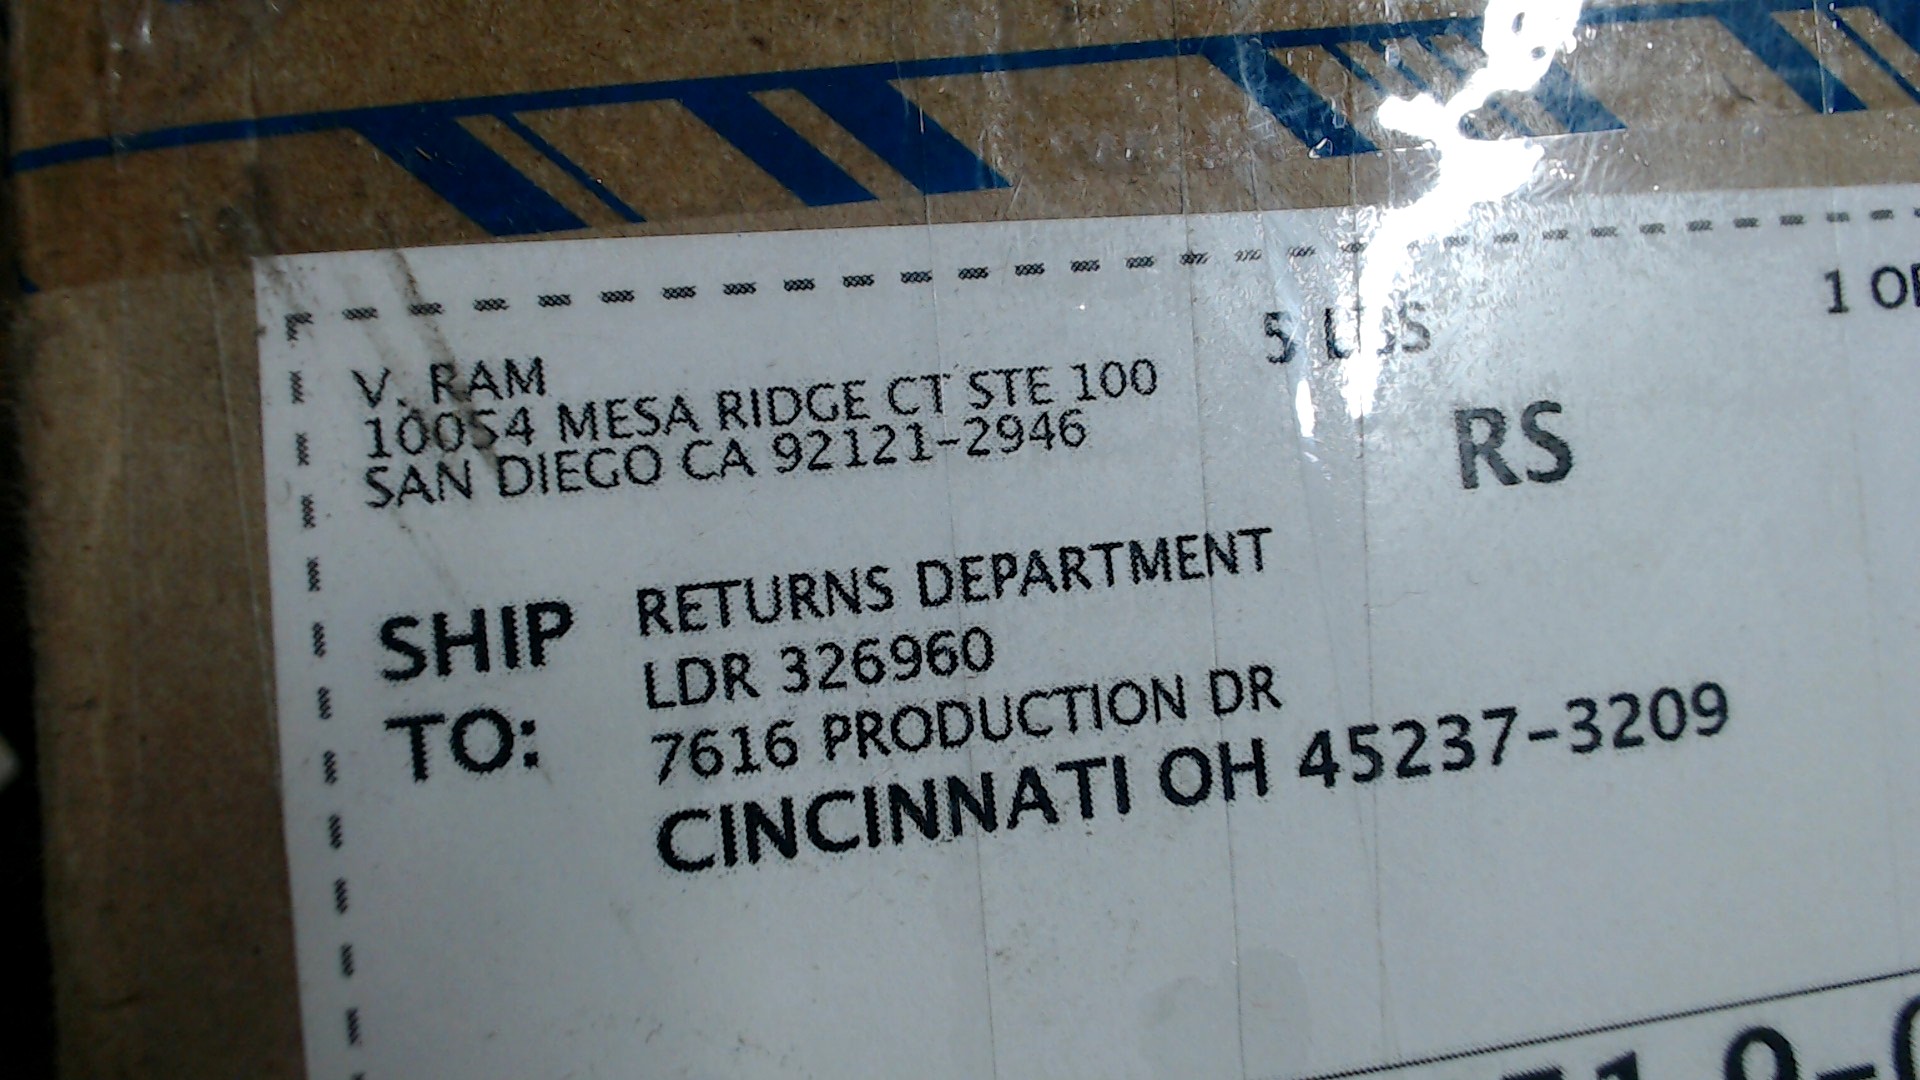 V. RAM
10054 MESA RIDGE CT STE 100
SAN DIEGO CA 92121-2946
5 LBS
1 OF
RS
SHIP TO:
RETURNS DEPARTMENT
LDR 326960
7616 PRODUCTION DR
CINCINNATI OH 45237-3209